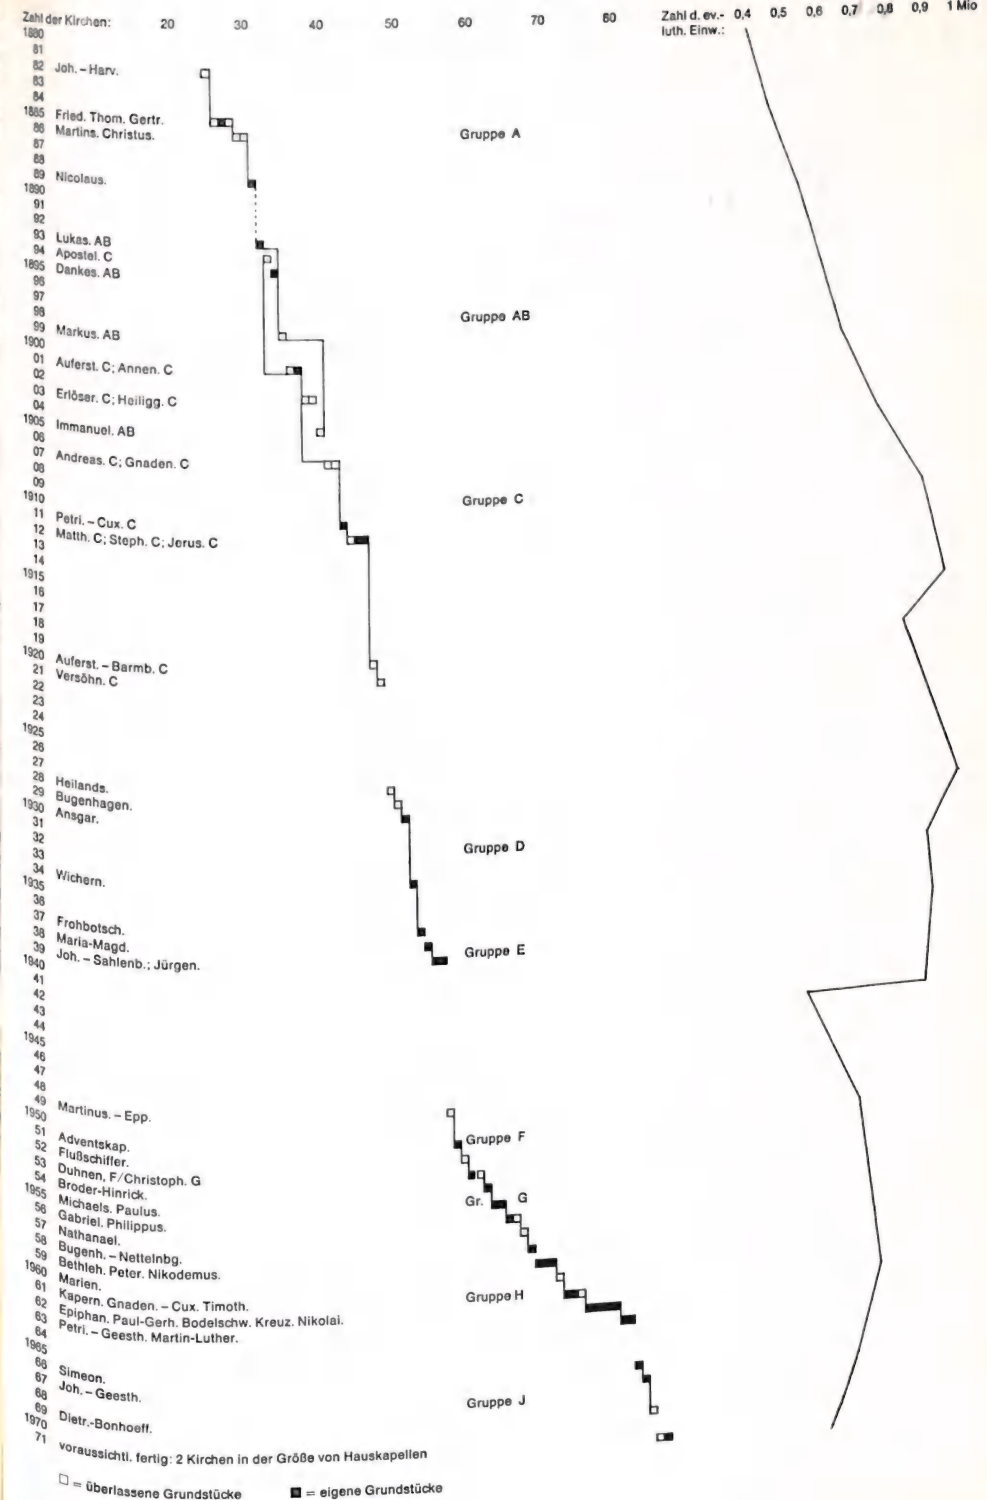 Zahl der Kirchen: 20 30 40 50 60 70 80 Zahl d. ev.- 0,4 0,5 0,6 0,7 0,8 0,9 1 Mio
luth. Einw.:
1880
81
82 Joh. – Harv.
83
84
1885 Fried. Thom. Gertr.
86 Martins. Christus. Gruppe A
87
88
89 Nicolaus.
1890
91
92
93 Lukas. AB
94 Apostel. C
1895 Dankes. AB
96
97
98 Gruppe AB
99 Markus. AB
1900
01 Auferst. C; Annen. C
02
03 Erlöser. C; Heiligg. C
04
1905 Immanuel. AB
06
07 Andreas. C; Gnaden. C
08
09
1910 Gruppe C
11 Petri. – Cux. C
12 Matth. C; Steph. C; Jerus. C
13
14
1915
16
17
18
19
1920 Auferst. – Barmb. C
21 Versöhn. C
22
23
24
1925
26
27
28 Heilands.
29 Bugenhagen.
1930 Ansgar.
31
32 Gruppe D
33
34 Wichern.
1935
36
37 Frohbotsch.
38 Maria-Magd. Gruppe E
39 Joh. – Sahlenb.; Jürgen.
1940
41
42
43
44
1945
46
47
48
49 Martinus. – Epp.
1950
51 Adventskap. Gruppe F
52 Flußschiffer.
53 Duhnen, F/Christoph. G
54 Broder-Hinrick. Gr. G
1955 Michaels. Paulus.
56 Gabriel. Philippus.
57 Nathanael.
58 Bugenh. – Nettelnbg.
59 Bethleh. Peter. Nikodemus.
1960 Marien. Gruppe H
61 Kapern. Gnaden. – Cux. Timoth.
62 Epiphan. Paul-Gerh. Bodelschw. Kreuz. Nikolai.
63 Petri. – Geesth. Martin-Luther.
64
1965
66 Simeon.
67 Joh. – Geesth. Gruppe J
68
69 Dietr.-Bonhoeff.
1970
71 voraussichtl. fertig: 2 Kirchen in der Größe von Hauskapellen
□ = überlassene Grundstücke ■ = eigene Grundstücke